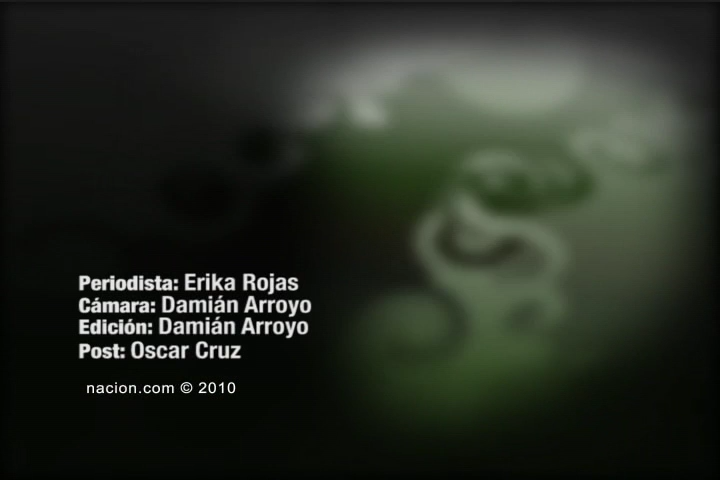 Periodista: Erika Rojas
Cámara: Damián Arroyo
Edición: Damián Arroyo
Post: Oscar Cruz
nacion.com © 2010